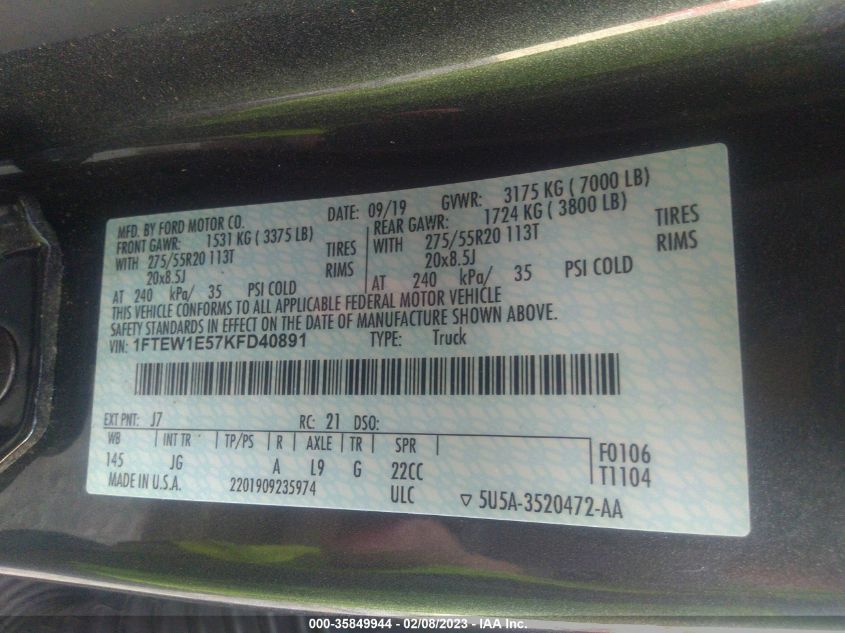 MFD. BY FORD MOTOR CO. DATE: 09/19 GVWR: 3175 KG ( 7000 LB)
FRONT GAWR: 1531 KG ( 3375 LB) REAR GAWR: 1724 KG ( 3800 LB)
WITH 275/55R20 113T TIRES WITH 275/55R20 113T TIRES
20x8.5J RIMS 20x8.5J RIMS
AT 240 kPa/ 35 PSI COLD AT 240 kPa/ 35 PSI COLD
THIS VEHICLE CONFORMS TO ALL APPLICABLE FEDERAL MOTOR VEHICLE
SAFETY STANDARDS IN EFFECT ON THE DATE OF MANUFACTURE SHOWN ABOVE.
VIN: 1FTEW1E57KFD40891 TYPE: Truck
EXT PNT: J7 RC: 21 DSO:
WB INT TR TP/PS R AXLE TR SPR F0106
145 JG A L9 G 22CC T1104
MADE IN U.S.A. 2201909235974 ULC ▽ 5U5A-3520472-AA
000-35849944 - 02/08/2023 - IAA Inc.